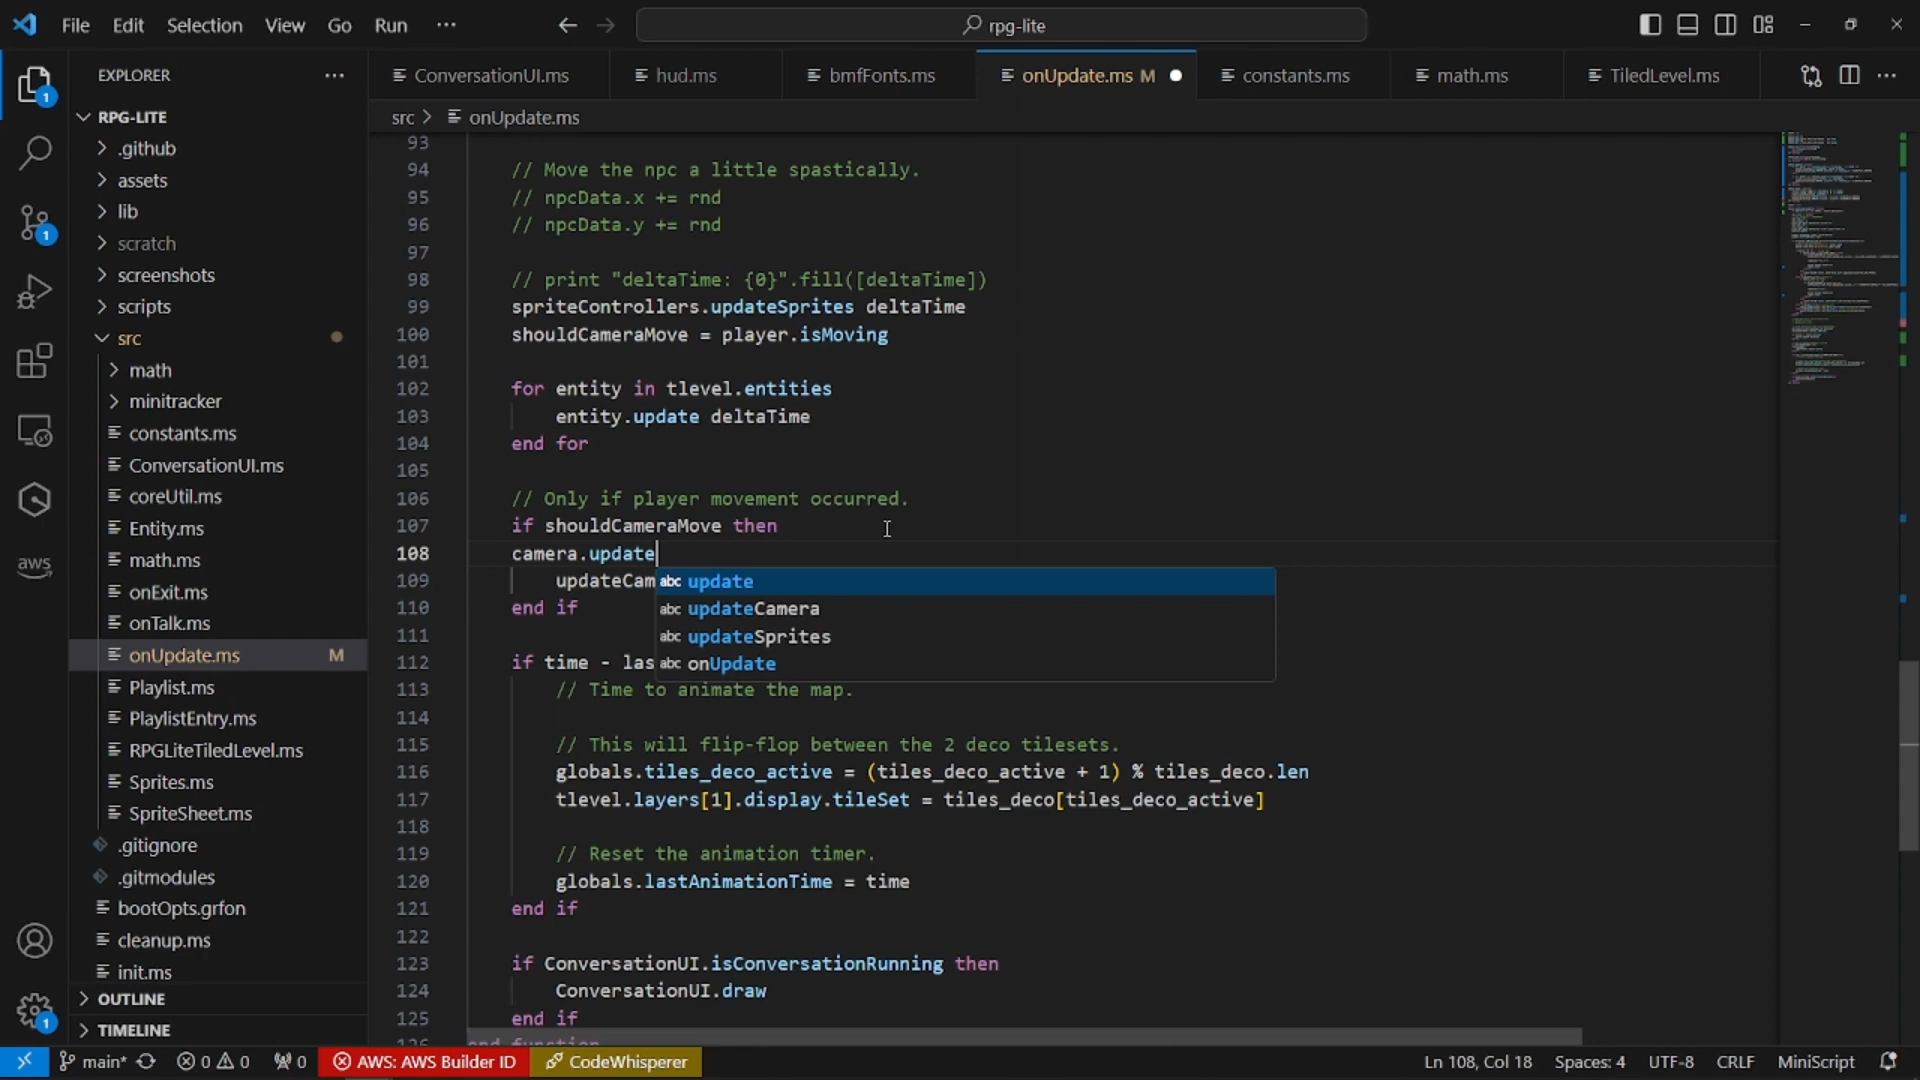 File Edit Selection View Go Run ··· rpg-lite
EXPLORER ···
ConversationUI.ms hud.ms bmfFonts.ms onUpdate.ms M constants.ms math.ms TiledLevel.ms
src > onUpdate.ms
RPG-LITE
.github
assets
lib
scratch
screenshots
scripts
src
math
minitracker
constants.ms
ConversationUI.ms
coreUtil.ms
Entity.ms
math.ms
onExit.ms
onTalk.ms
onUpdate.ms M
Playlist.ms
PlaylistEntry.ms
RPGLiteTiledLevel.ms
Sprites.ms
SpriteSheet.ms
.gitignore
.gitmodules
bootOpts.grfon
cleanup.ms
init.ms
OUTLINE
TIMELINE
1
1
aws
1
93
94 // Move the npc a little spastically.
95 // npcData.x += rnd
96 // npcData.y += rnd
97
98 // print "deltaTime: {0}".fill([deltaTime])
99 spriteControllers.updateSprites deltaTime
100 shouldCameraMove = player.isMoving
101
102 for entity in tlevel.entities
103 entity.update deltaTime
104 end for
105
106 // Only if player movement occurred.
107 if shouldCameraMove then
108 camera.update
109 updateCam
110 end if
111
112 if time - las
113 // Time to animate the map.
114
115 // This will flip-flop between the 2 deco tilesets.
116 globals.tiles_deco_active = (tiles_deco_active + 1) % tiles_deco.len
117 tlevel.layers[1].display.tileSet = tiles_deco[tiles_deco_active]
118
119 // Reset the animation timer.
120 globals.lastAnimationTime = time
121 end if
122
123 if ConversationUI.isConversationRunning then
124 ConversationUI.draw
125 end if
126 end function
abc update
abc updateCamera
abc updateSprites
abc onUpdate
main* 0 0 0 AWS: AWS Builder ID CodeWhisperer Ln 108, Col 18 Spaces: 4 UTF-8 CRLF MiniScript